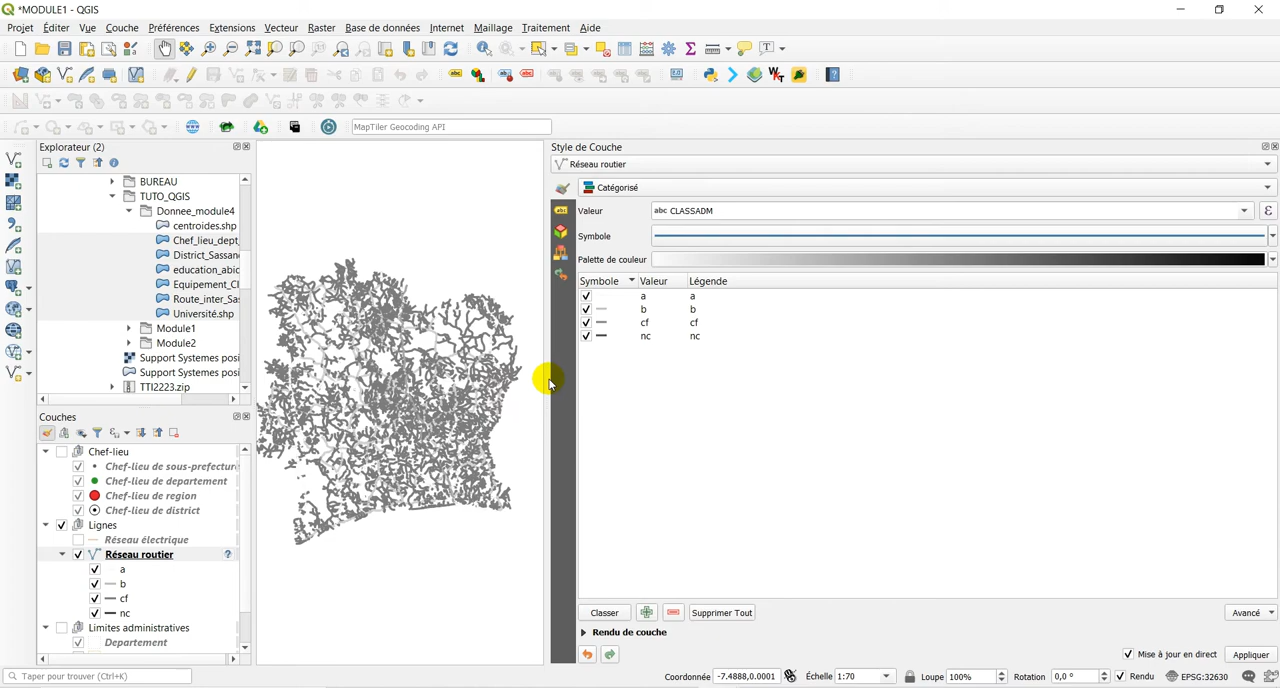 *MODULE1 - QGIS
Projet Éditer Vue Couche Préférences Extensions Vecteur Raster Base de données Internet Maillage Traitement Aide
MapTiler Geocoding API
Explorateur (2)
BUREAU
TUTO_QGIS
Donnee_module4
centroides.shp
Chef_lieu_dept_
District_Sassan
education_abic
Equipement_Cl
Route_inter_Sa
Université.shp
Module1
Module2
Support Systemes posi
Support Systemes posi
TTI2223.zip
Couches
Chef-lieu
Chef-lieu de sous-prefecture
Chef-lieu de departement
Chef-lieu de region
Chef-lieu de district
Lignes
Réseau électrique
Réseau routier
a
b
cf
nc
Limites administratives
Departement
Style de Couche
Réseau routier
Catégorisé
Valeur abc CLASSADM
Symbole
Palette de couleur
Symbole Valeur Légende
a a
b b
cf cf
nc nc
Classer Supprimer Tout Avancé
Rendu de couche
Mise à jour en direct Appliquer
Taper pour trouver (Ctrl+K) Coordonnée -7.4888,0.0001 Échelle 1:70 Loupe 100% Rotation 0,0 ° Rendu EPSG:32630